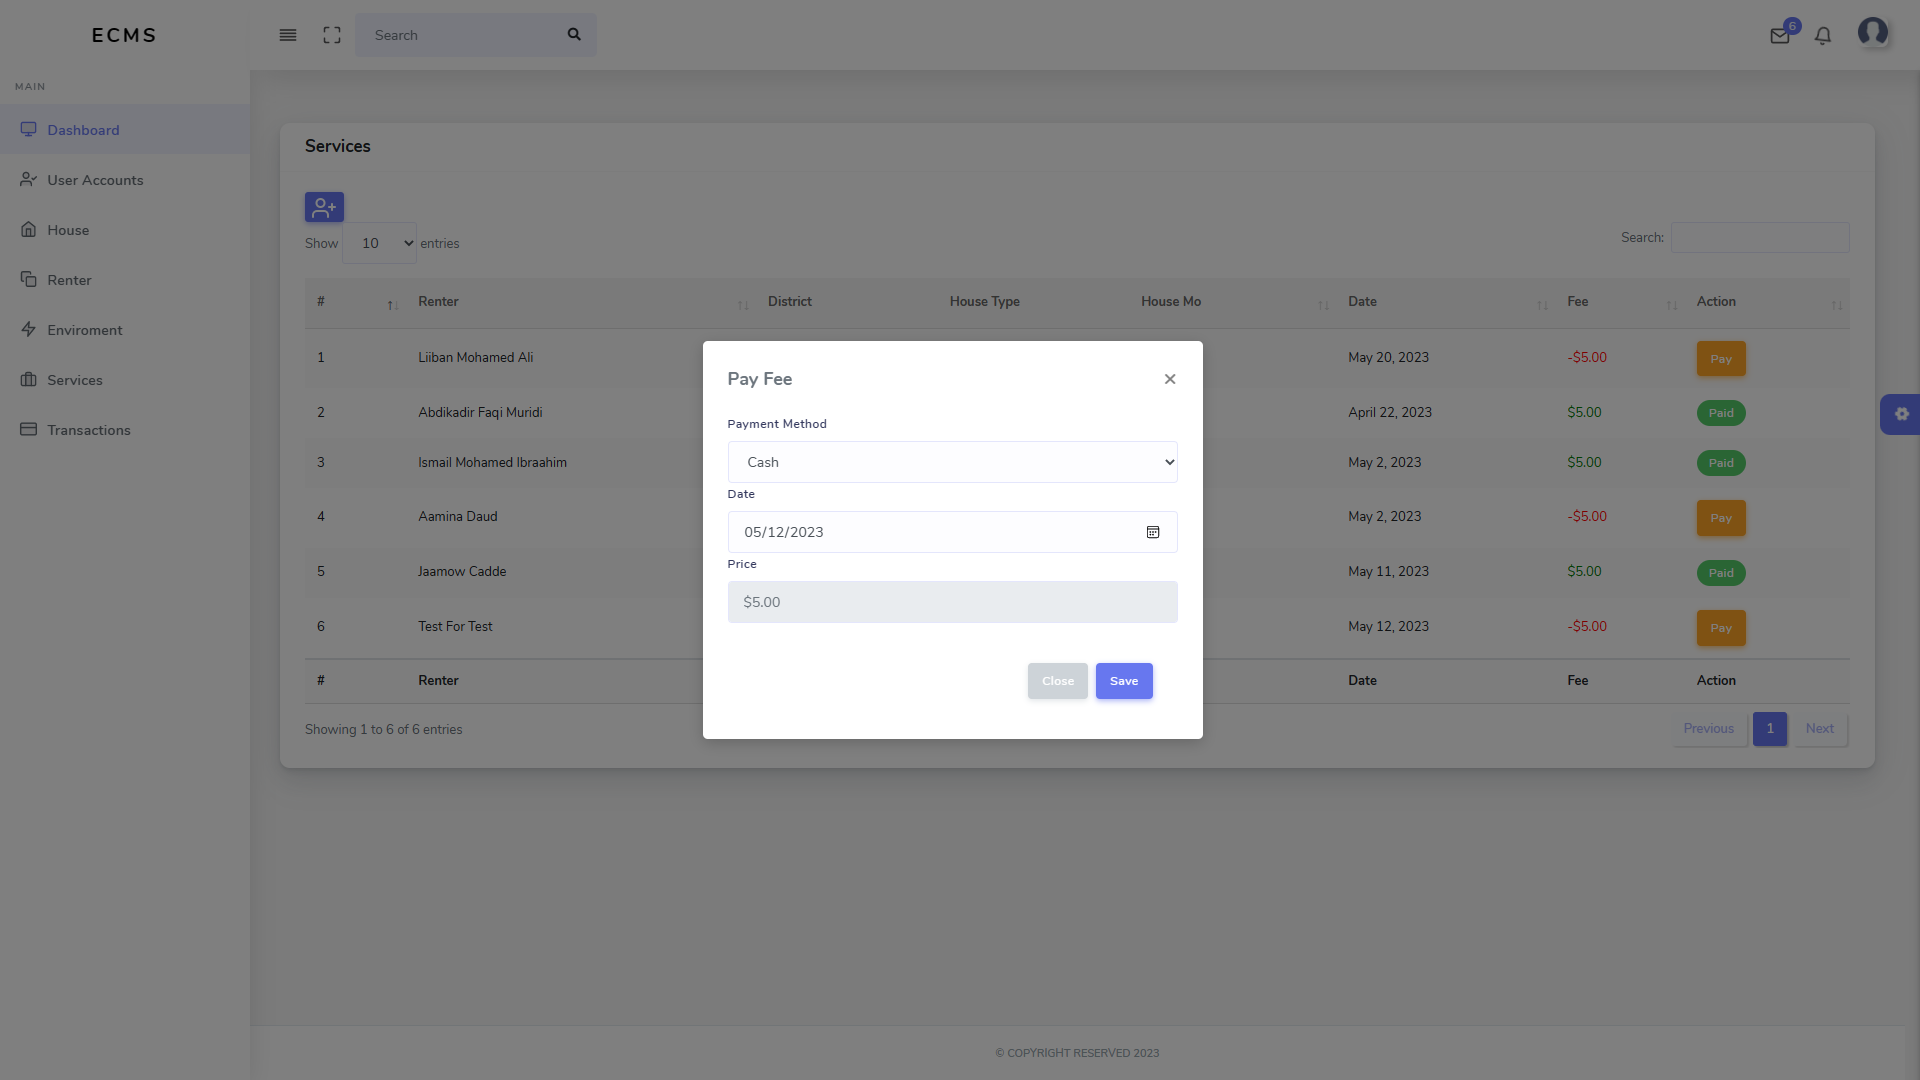 ECMS
Search
6
MAIN
Dashboard
User Accounts
House
Renter
Enviroment
Services
Transactions
Services
Show 10 entries
Search:
# Renter District House Type House Mo Date Fee Action
1 Liiban Mohamed Ali May 20, 2023 -$5.00 Pay
2 Abdikadir Faqi Muridi April 22, 2023 $5.00 Paid
3 Ismail Mohamed Ibraahim May 2, 2023 $5.00 Paid
4 Aamina Daud May 2, 2023 -$5.00 Pay
5 Jaamow Cadde May 11, 2023 $5.00 Paid
6 Test For Test May 12, 2023 -$5.00 Pay
# Renter Date Fee Action
Showing 1 to 6 of 6 entries
Previous 1 Next
Pay Fee
×
Payment Method
Cash
Date
05/12/2023
Price
$5.00
Close Save
© COPYRIGHT RESERVED 2023